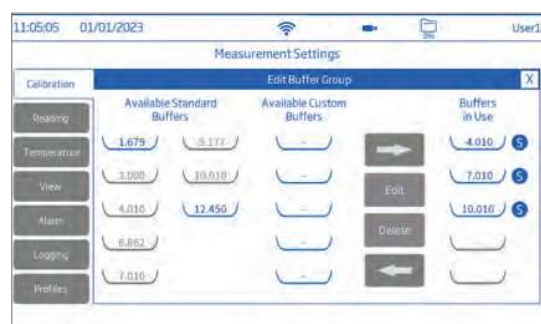 11:05:05 01/01/2023 User1
Measurement Settings
Calibration
Edit Buffer Group
X
Reading
Temperature
View
Alarm
Logging
Profiles
Available Standard
Buffers
1.679 9.177
3.000 10.010
4.010 12.450
6.862
7.010
Available Custom
Buffers
-
-
-
-
-
Edit
Delete
Buffers
in Use
4.010 S
7.010 S
10.010 S